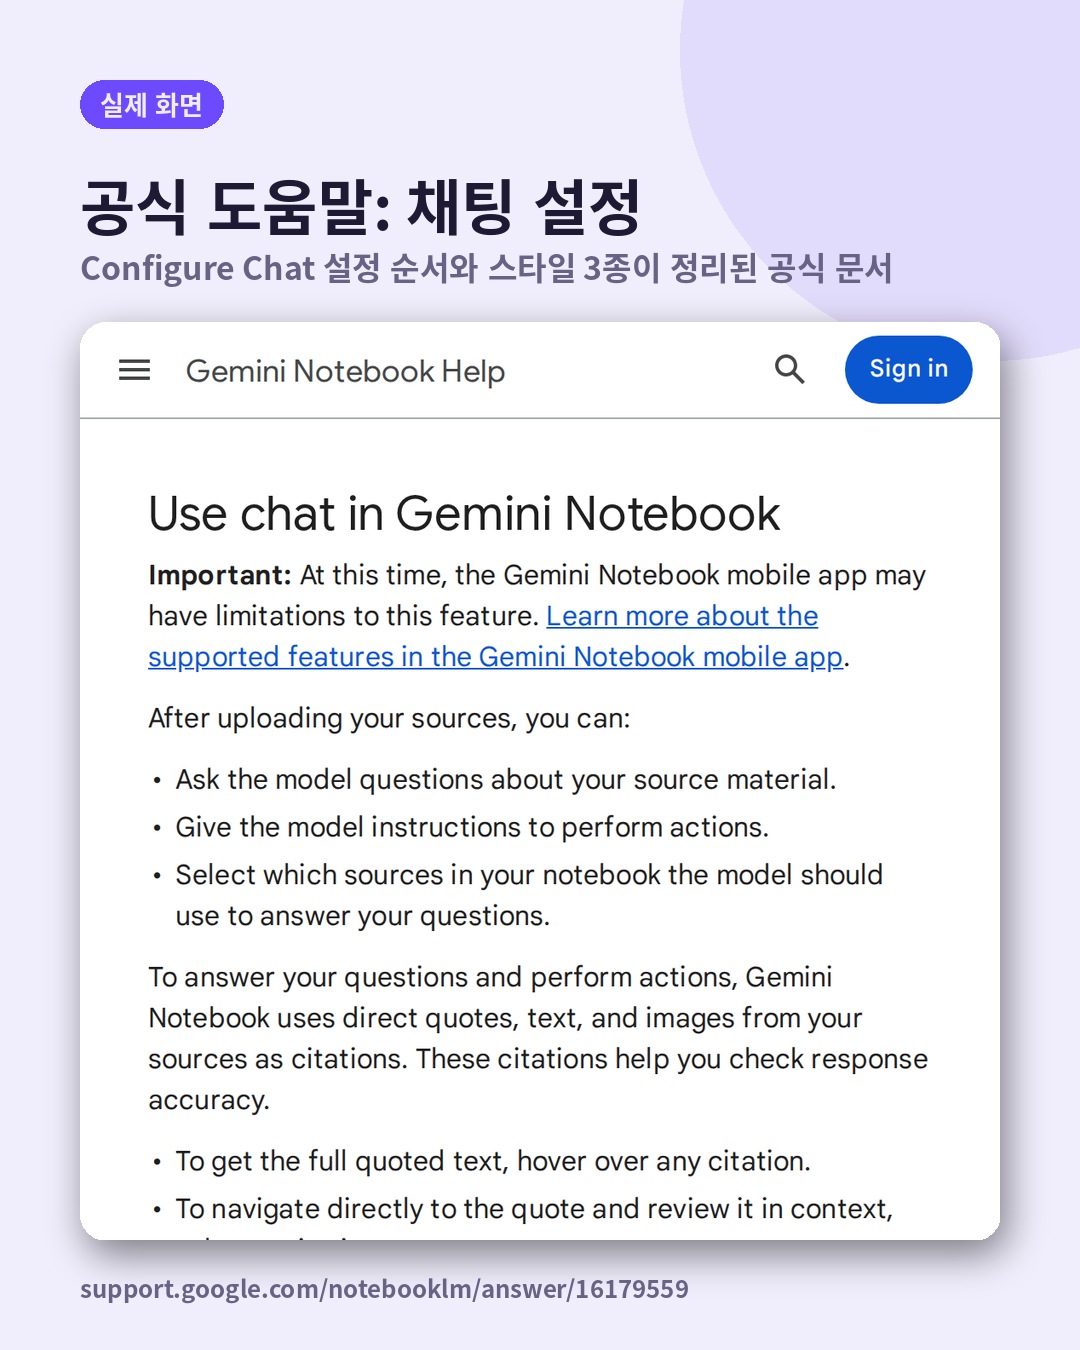 실제 화면
공식 도움말: 채팅 설정
Configure Chat 설정 순서와 스타일 3종이 정리된 공식 문서
Gemini Notebook Help
Sign in
Use chat in Gemini Notebook
Important: At this time, the Gemini Notebook mobile app may
have limitations to this feature. Learn more about the
supported features in the Gemini Notebook mobile app.
After uploading your sources, you can:
• Ask the model questions about your source material.
• Give the model instructions to perform actions.
• Select which sources in your notebook the model should
use to answer your questions.
To answer your questions and perform actions, Gemini
Notebook uses direct quotes, text, and images from your
sources as citations. These citations help you check response
accuracy.
• To get the full quoted text, hover over any citation.
• To navigate directly to the quote and review it in context,
support.google.com/notebooklm/answer/16179559